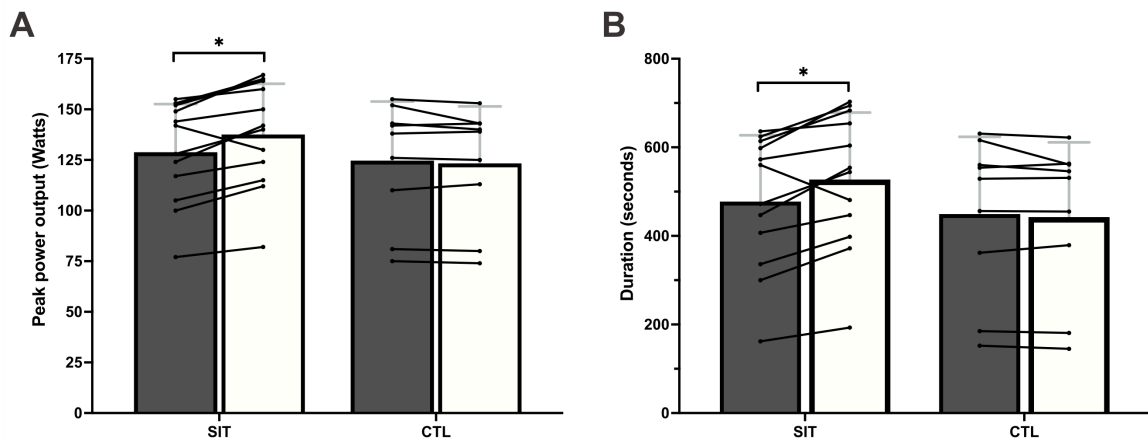 A
Peak power output (Watts)
175
150
125
100
75
50
25
0
*
SIT
CTL
B
Duration (seconds)
800
600
400
200
0
*
SIT
CTL